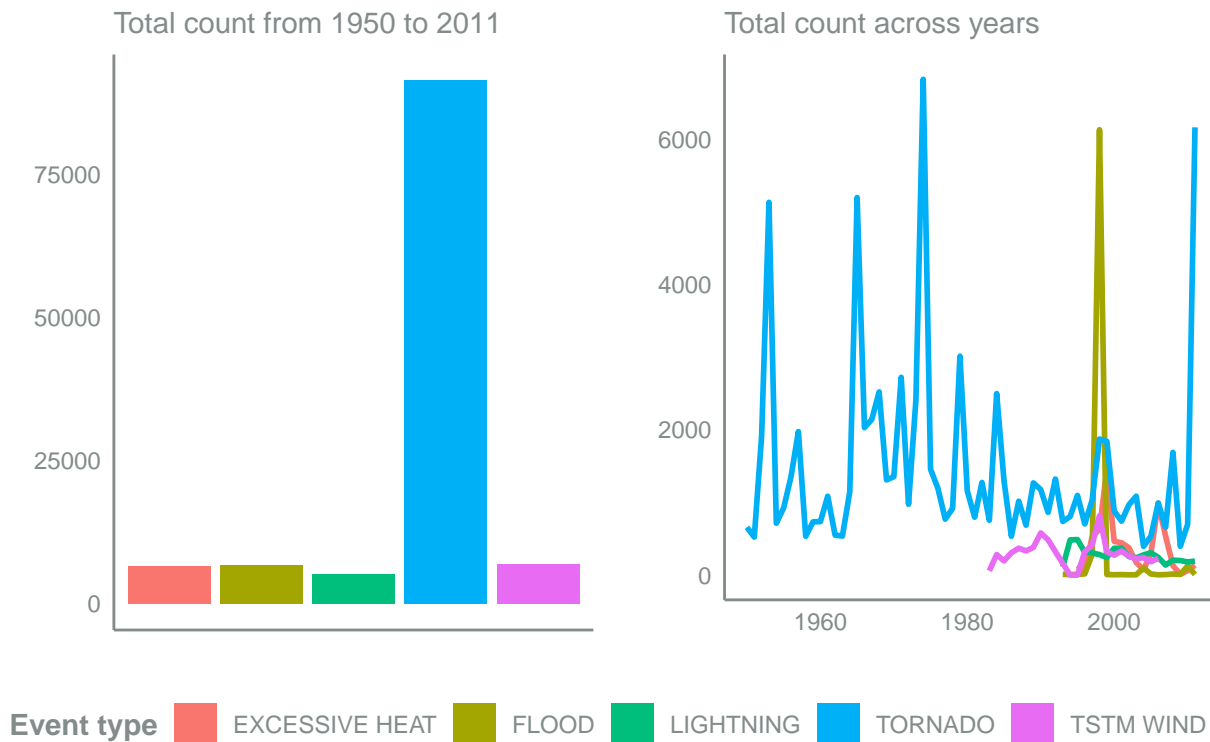 Total count from 1950 to 2011
75000
50000
25000
0
Total count across years
6000
4000
2000
0
1960 1980 2000
Event type EXCESSIVE HEAT FLOOD LIGHTNING TORNADO TSTM WIND